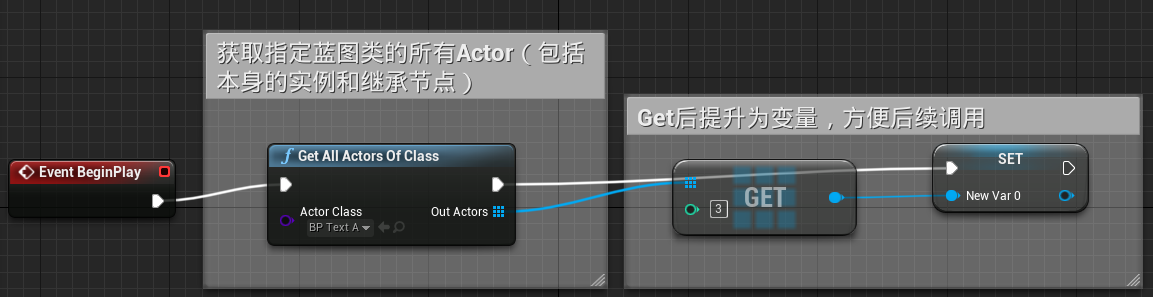 获取指定蓝图类的所有Actor（包括
本身的实例和继承节点）
Get后提升为变量，方便后续调用
Event BeginPlay
Get All Actors Of Class
Actor Class
BP Text A
Out Actors
3
GET
SET
New Var 0